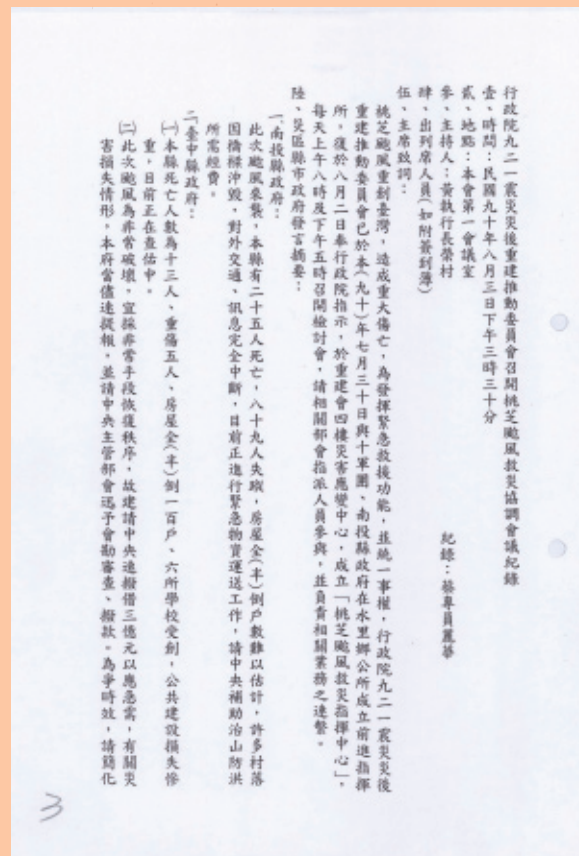 行政院九二一震災災後重建推動委員會召開桃芝颱風救災協調會議紀錄
壹、時間：民國九十年八月三日下午三時三十分
貳、地點：本會第一會議室
參、主持人：黃執行長榮村　　紀錄：蔡專員麗華
肆、出列席人員(如附簽到簿)
伍、主席致詞：
桃芝颱風重創臺灣，造成重大傷亡，為發揮緊急救援功能，並統一事權，行政院九二一震災災後
重建推動委員會已於本(九十)年七月三十日與十軍團、南投縣政府在水里鄉公所成立前進指揮
所，復於八月二日奉行政院指示，於重建會四樓災害應變中心，成立「桃芝颱風救災指揮中心」，
每天上午八時及下午五時召開檢討會，請相關部會指派人員參與，並負責相關業務之連繫。
陸、災區縣市政府發言摘要：
一、南投縣政府：
此次颱風來襲，本縣有二十五人死亡，八十九人失蹤，房屋全(半)倒戶數難以估計，許多村落
因橋樑沖毀，對外交通、訊息完全中斷，目前正進行緊急物資運送工作，請中央補助治山防洪
所需經費。
二、臺中縣政府：
(一)本縣死亡人數為十三人、重傷五人、房屋全(半)倒一百戶、六所學校受創，公共建設損失慘
重，目前正在查估中。
(二)此次颱風為非常破壞，宜採非常手段恢復秩序，故建請中央逕撥借三億元以應急需，有關災
害損失情形，本府當儘速提報，並請中央主管部會迅予會勘審查、撥款。為爭時效，請簡化
3